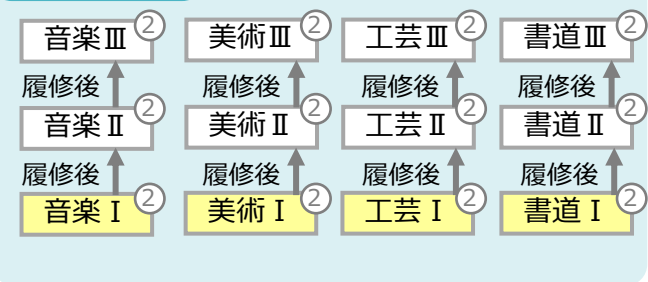 音楽Ⅲ ② 美術Ⅲ ② 工芸Ⅲ ② 書道Ⅲ ②
履修後 履修後 履修後 履修後
音楽Ⅱ ② 美術Ⅱ ② 工芸Ⅱ ② 書道Ⅱ ②
履修後 履修後 履修後 履修後
音楽Ⅰ ② 美術Ⅰ ② 工芸Ⅰ ② 書道Ⅰ ②